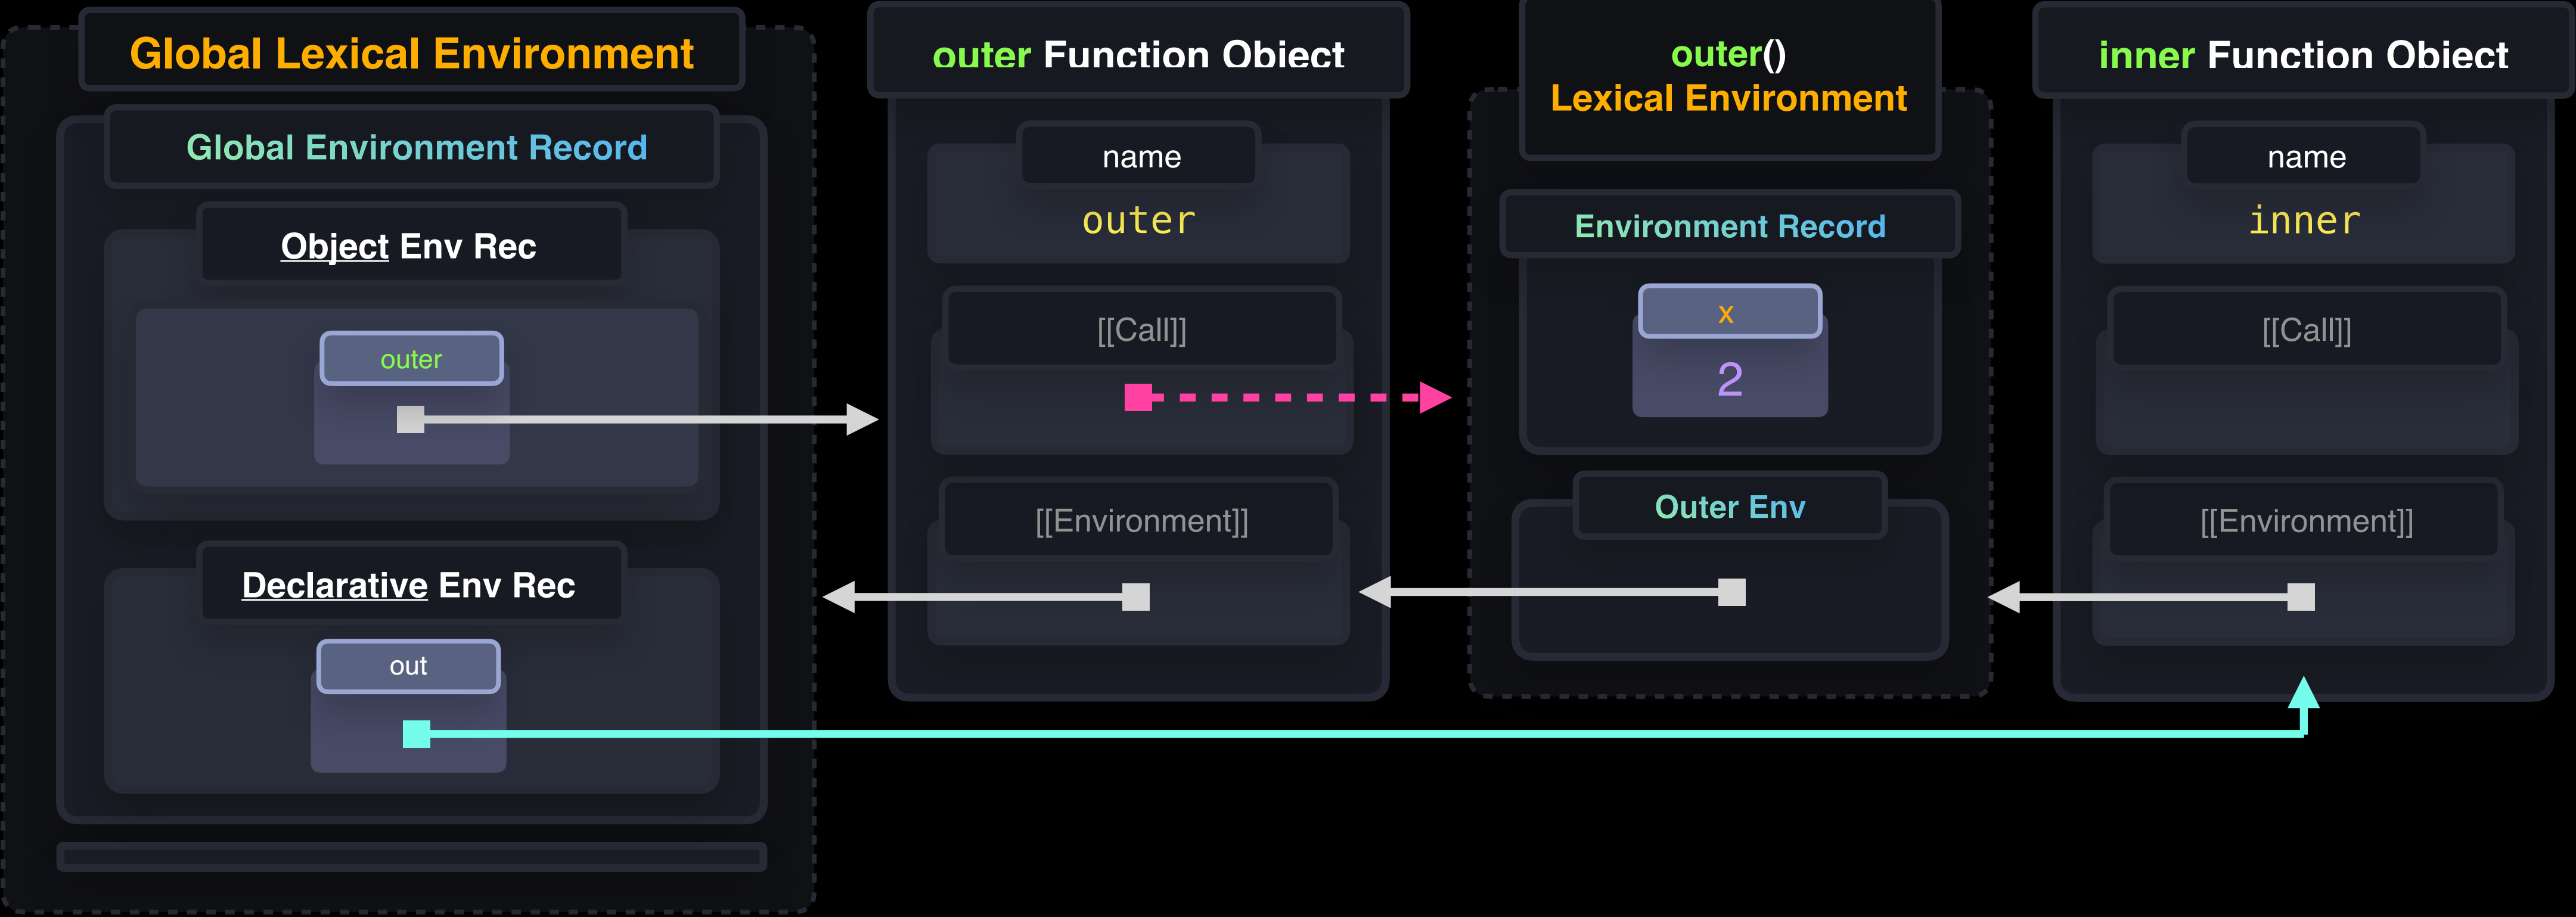 Global Lexical Environment
Global Environment Record
Object Env Rec
outer
Declarative Env Rec
out
outer Function Object
name
outer
[[Call]]
[[Environment]]
outer()
Lexical Environment
Environment Record
x
2
Outer Env
inner Function Object
name
inner
[[Call]]
[[Environment]]